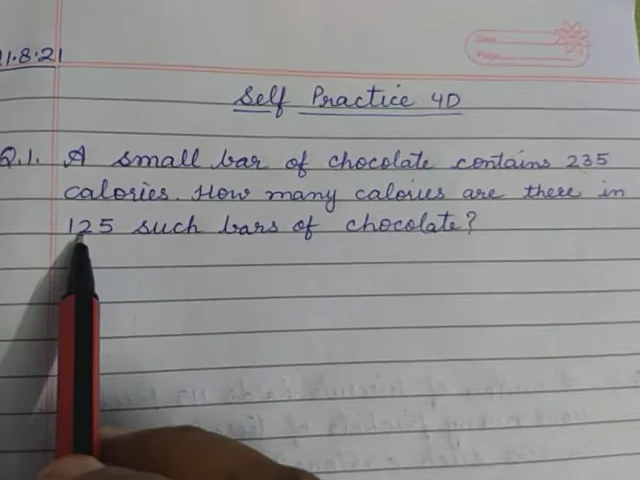 1.8.21
Self Practice 4D
Q.1. A small bar of chocolate contains 235
calories. How many calories are there in
125 such bars of chocolate?